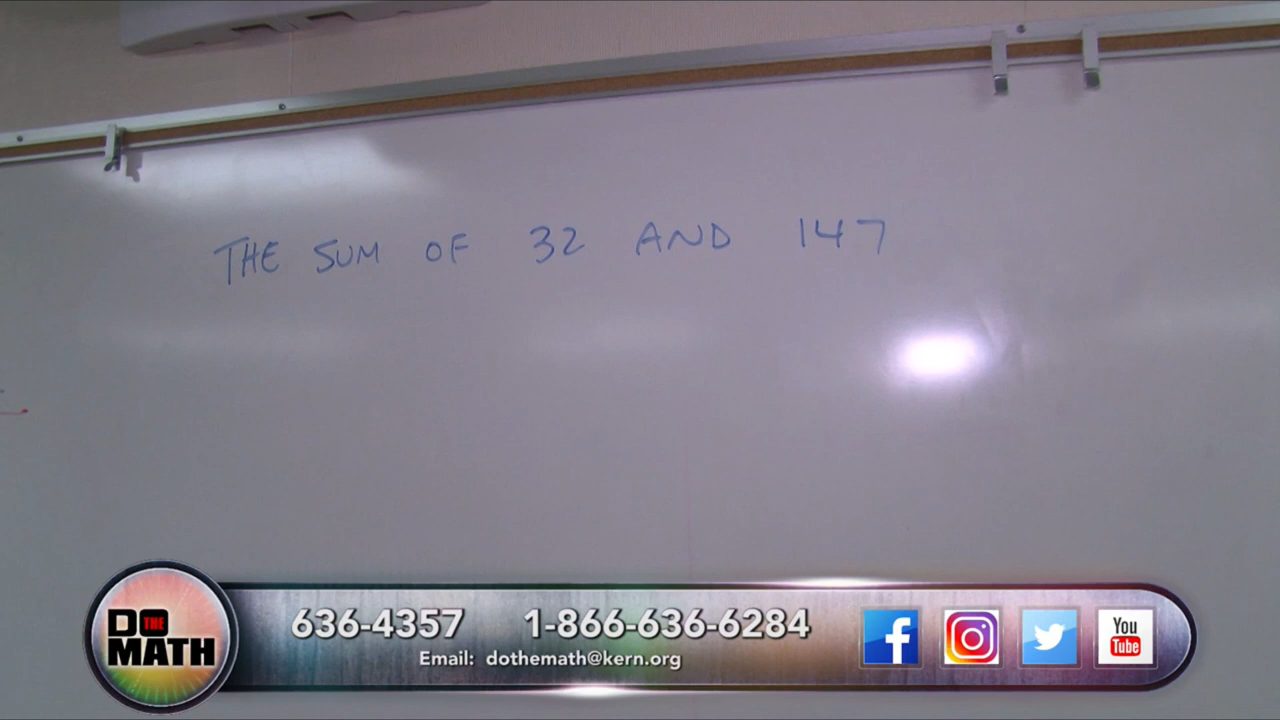 THE SUM OF 32 AND 147
DO THE MATH
636-4357 1-866-636-6284
Email: dothemath@kern.org
f
You Tube